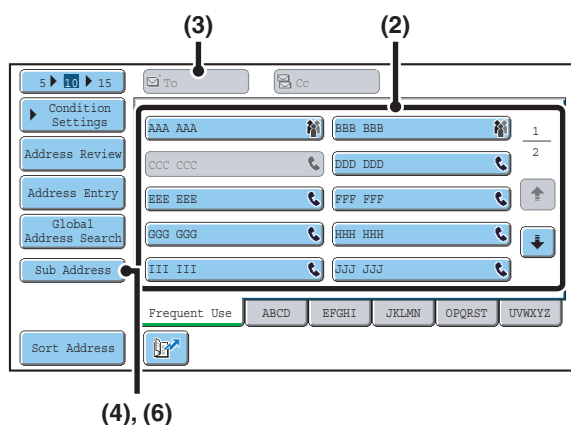 (3)
(2)
5 10 15
To
Cc
Condition
Settings
AAA AAA
BBB BBB
1
2
Address Review
CCC CCC
DDD DDD
Address Entry
EEE EEE
FFF FFF
Global
Address Search
GGG GGG
HHH HHH
Sub Address
III III
JJJ JJJ
Frequent Use
ABCD
EFGHI
JKLMN
OPQRST
UVWXYZ
Sort Address
(4), (6)